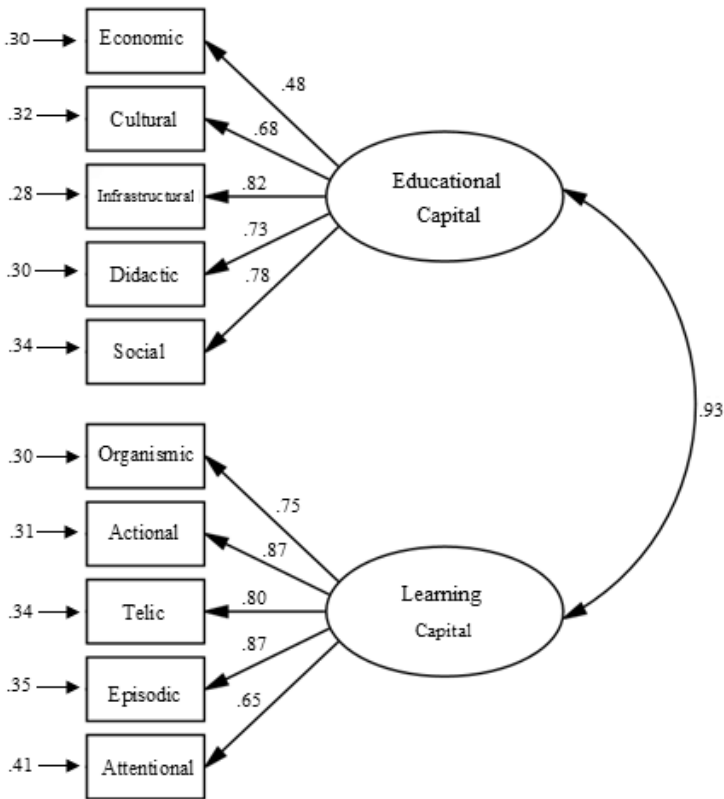 .30
Economic
.48
.32
Cultural
.68
.28
Infrastructural
.82
Educational
Capital
.30
Didactic
.73
.34
Social
.78
.93
.30
Organismic
.75
.31
Actional
.87
.34
Telic
.80
Learning
Capital
.35
Episodic
.87
.41
Attentional
.65